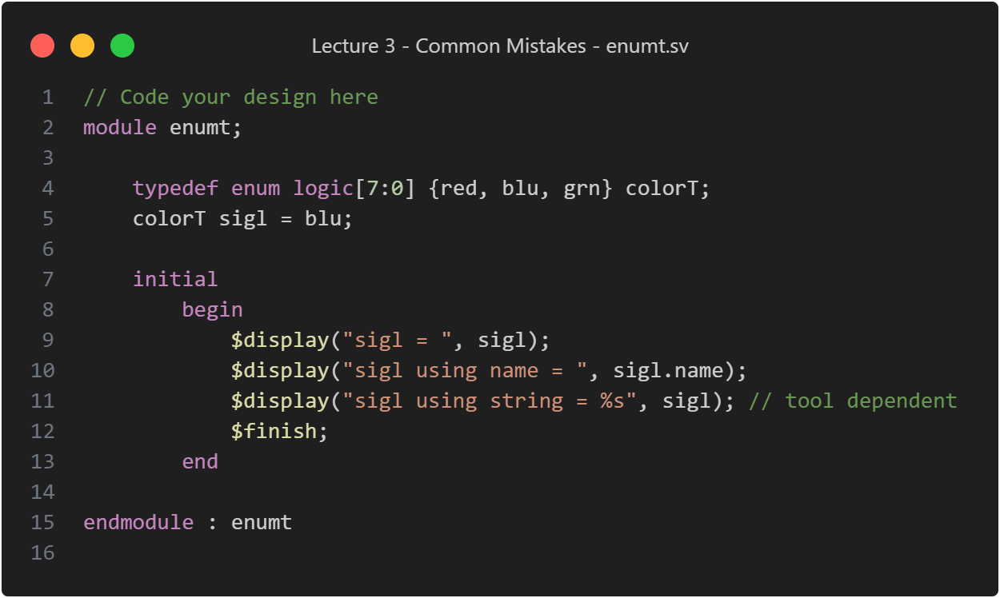 Lecture 3 - Common Mistakes - enumt.sv
1 // Code your design here
2 module enumt;
3
4     typedef enum logic[7:0] {red, blu, grn} colorT;
5     colorT sigl = blu;
6
7     initial
8         begin
9             $display("sigl = ", sigl);
10             $display("sigl using name = ", sigl.name);
11             $display("sigl using string = %s", sigl); // tool dependent
12             $finish;
13         end
14
15 endmodule : enumt
16